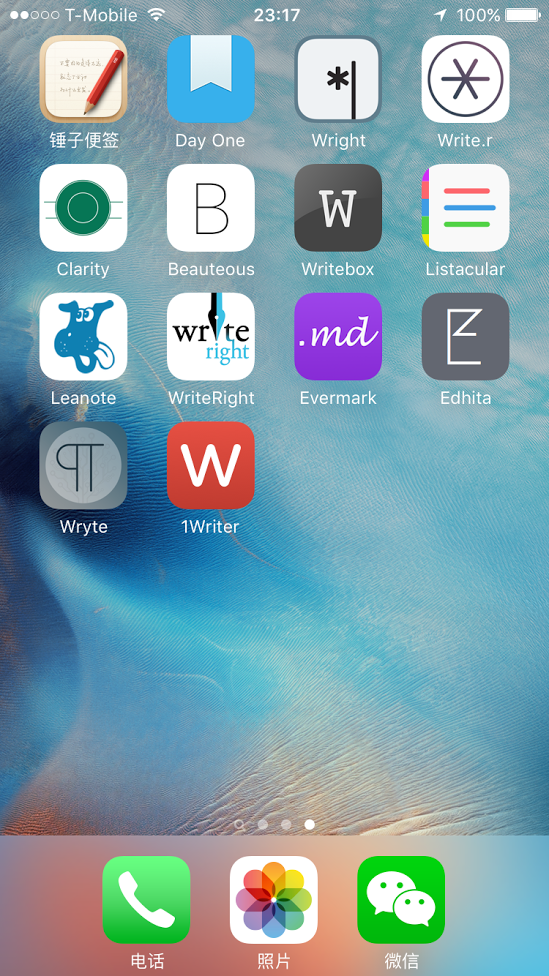 T-Mobile 23:17 100%
锤子便签 Day One Wright Write.r
B W
Clarity Beauteous Writebox Listacular
write
right
.md E
Leanote WriteRight Evermark Edhita
W
Wryte 1Writer
电话 照片 微信